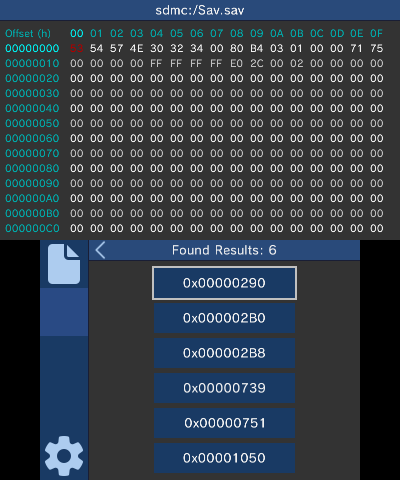 sdmc:/Sav.sav
Offset (h) 00 01 02 03 04 05 06 07 08 09 0A 0B 0C 0D 0E 0F
00000000 54 57 4E 30 32 34 00 80 B4 03 01 00 00 71 75
00000010 00 00 00 00 FF FF FF FF E0 2C 00 02 00 00 00 00
00000020 00 00 00 00 00 00 00 00 00 00 00 00 00 00 00 00
00000030 00 00 00 00 00 00 00 00 00 00 00 00 00 00 00 00
00000040 00 00 00 00 00 00 00 00 00 00 00 00 00 00 00 00
00000050 00 00 00 00 00 00 00 00 00 00 00 00 00 00 00 00
00000060 00 00 00 00 00 00 00 00 00 00 00 00 00 00 00 00
00000070 00 00 00 00 00 00 00 00 00 00 00 00 00 00 00 00
00000080 00 00 00 00 00 00 00 00 00 00 00 00 00 00 00 00
00000090 00 00 00 00 00 00 00 00 00 00 00 00 00 00 00 00
000000A0 00 00 00 00 00 00 00 00 00 00 00 00 00 00 00 00
000000B0 00 00 00 00 00 00 00 00 00 00 00 00 00 00 00 00
000000C0 00 00 00 00 00 00 00 00 00 00 00 00 00 00 00 00
Found Results: 6
0x00000290
0x000002B0
0x000002B8
0x00000739
0x00000751
0x00001050